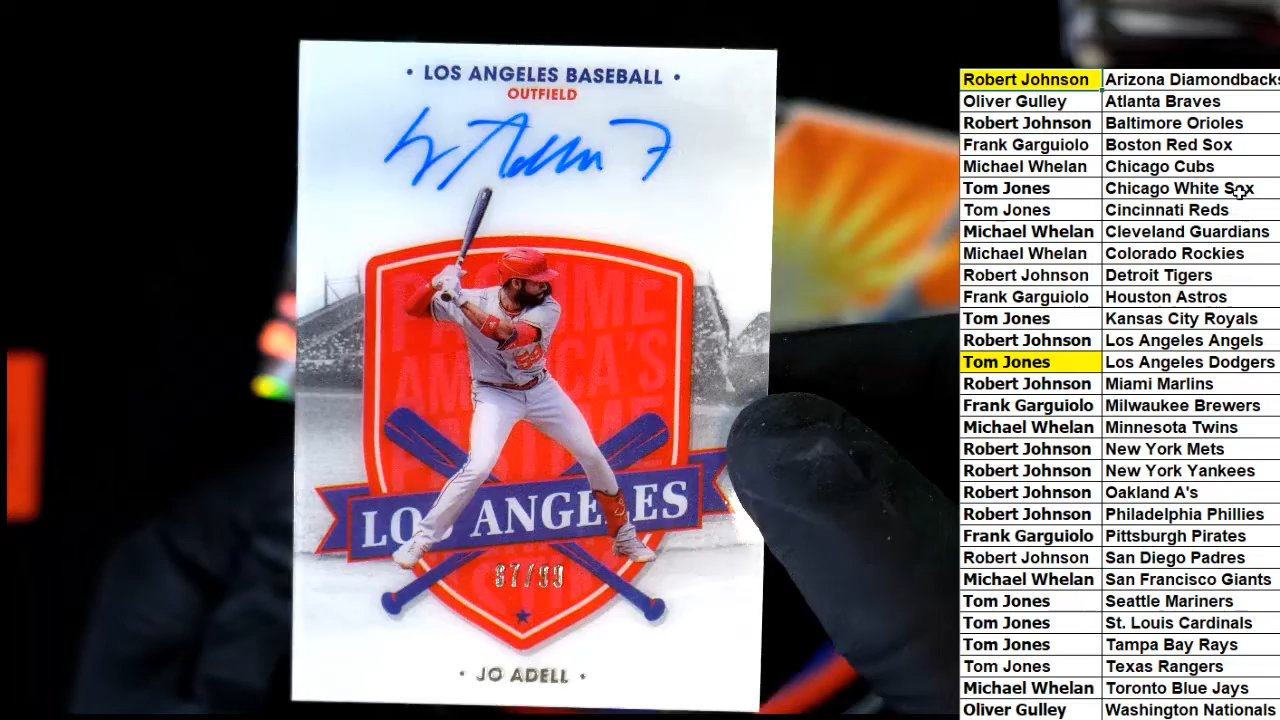 · LOS ANGELES BASEBALL ·
OUTFIELD
LOS ANGELES
87/99
· JO ADELL ·
Robert Johnson Arizona Diamondbacks
Oliver Gulley Atlanta Braves
Robert Johnson Baltimore Orioles
Frank Garguiolo Boston Red Sox
Michael Whelan Chicago Cubs
Tom Jones Chicago White Sox
Tom Jones Cincinnati Reds
Michael Whelan Cleveland Guardians
Michael Whelan Colorado Rockies
Robert Johnson Detroit Tigers
Frank Garguiolo Houston Astros
Tom Jones Kansas City Royals
Robert Johnson Los Angeles Angels
Tom Jones Los Angeles Dodgers
Robert Johnson Miami Marlins
Frank Garguiolo Milwaukee Brewers
Michael Whelan Minnesota Twins
Robert Johnson New York Mets
Robert Johnson New York Yankees
Robert Johnson Oakland A's
Robert Johnson Philadelphia Phillies
Frank Garguiolo Pittsburgh Pirates
Robert Johnson San Diego Padres
Michael Whelan San Francisco Giants
Tom Jones Seattle Mariners
Tom Jones St. Louis Cardinals
Tom Jones Tampa Bay Rays
Tom Jones Texas Rangers
Michael Whelan Toronto Blue Jays
Oliver Gulley Washington Nationals